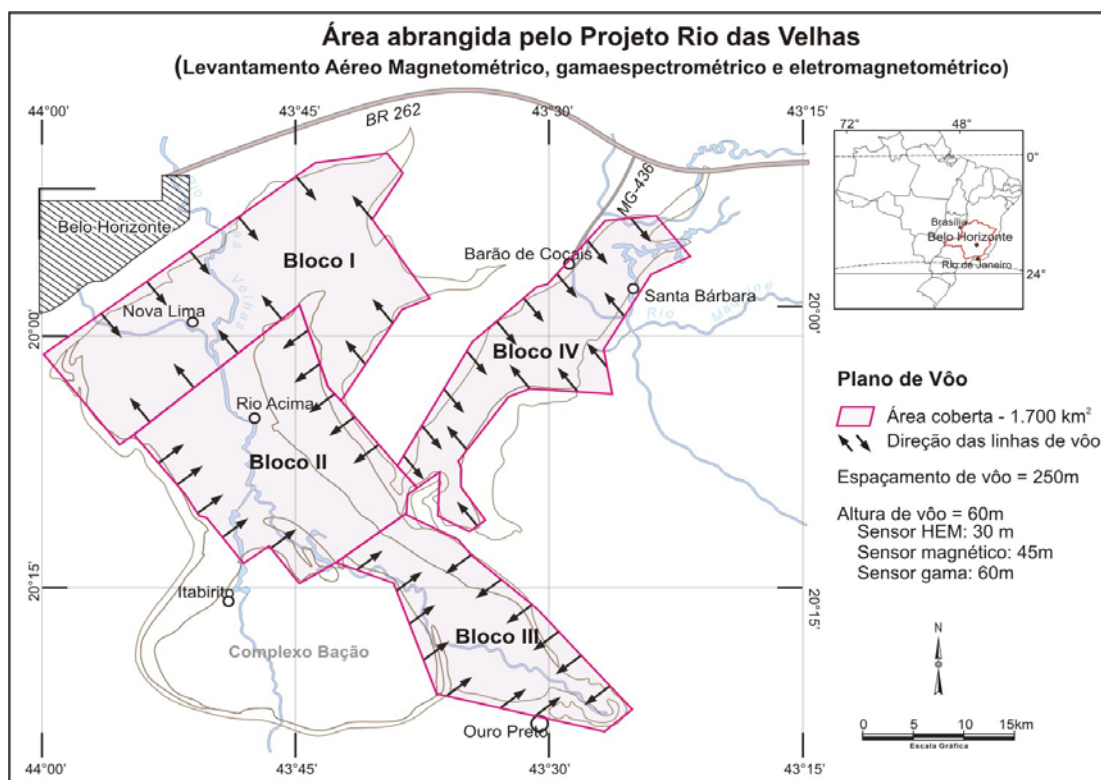 Área abrangida pelo Projeto Rio das Velhas
(Levantamento Aéreo Magnetométrico, gamaespectrométrico e eletromagnetométrico)
44°00'
43°45'
43°30'
43°15'
BR 262
MG-436
72°
48°
0°
Brasília
Belo Horizonte
Rio de Janeiro
24°
Belo Horizonte
Rio
das
Velhas
Bloco I
Barão de Cocais
Santa Bárbara
Nova Lima
Rio
20°00'
20°00'
Bloco IV
Rio Acima
Bloco II
Plano de Vôo
Área coberta - 1.700 km²
Direção das linhas de vôo
Espaçamento de vôo = 250m
Altura de vôo = 60m
Sensor HEM: 30 m
Sensor magnético: 45m
Sensor gama: 60m
20°15'
20°15'
Itabirito
Bloco III
Complexo Bação
Ouro Preto
N
0 5 10 15km
Escala Gráfica
44°00'
43°45'
43°30'
43°15'